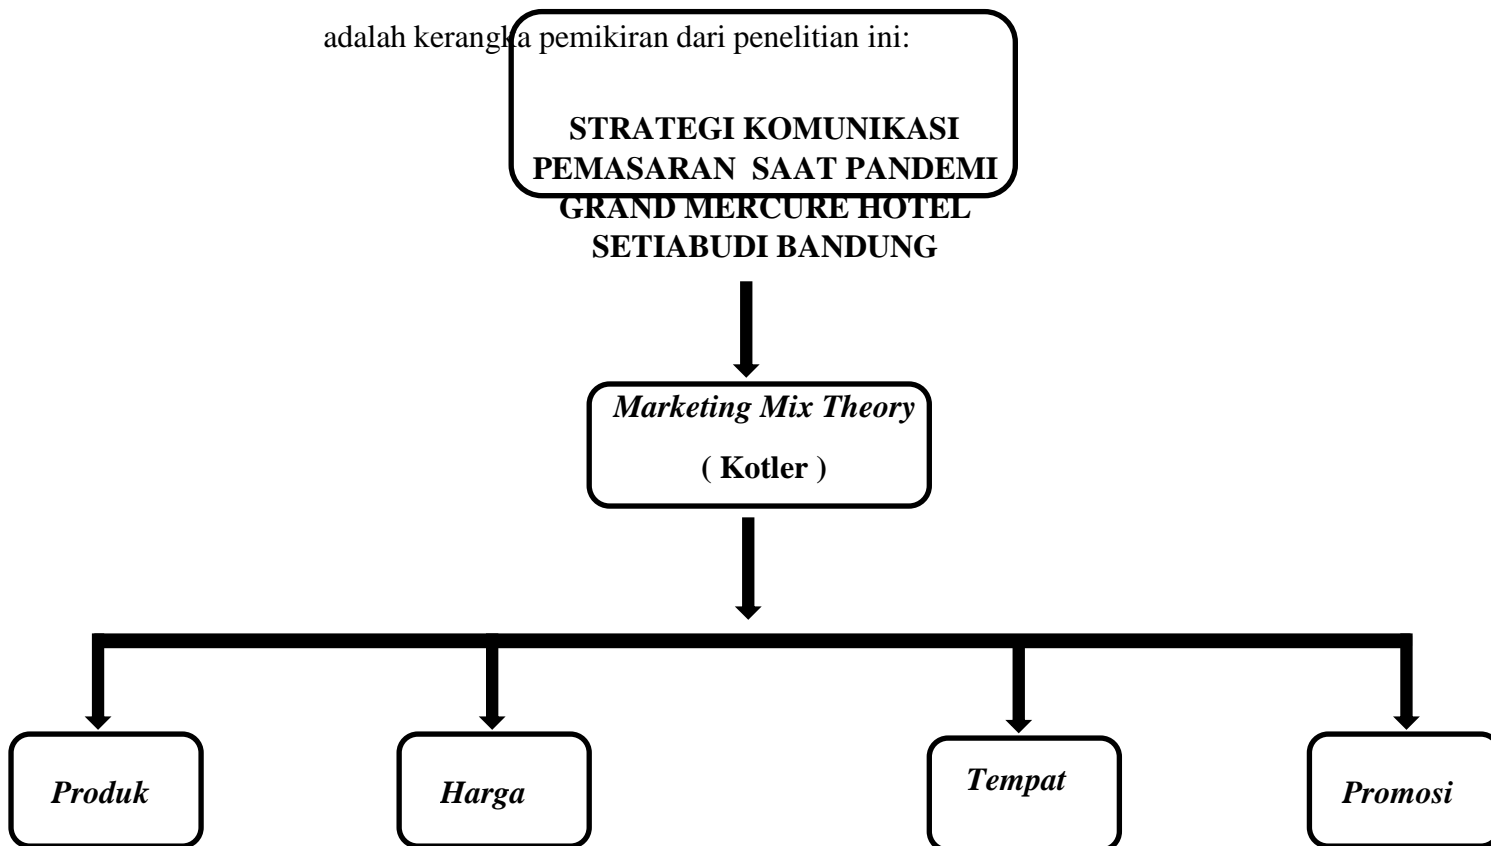 adalah kerangka pemikiran dari penelitian ini:
STRATEGI KOMUNIKASI
PEMASARAN  SAAT PANDEMI
GRAND MERCURE HOTEL
SETIABUDI BANDUNG
Marketing Mix Theory
( Kotler )
Produk
Harga
Tempat
Promosi